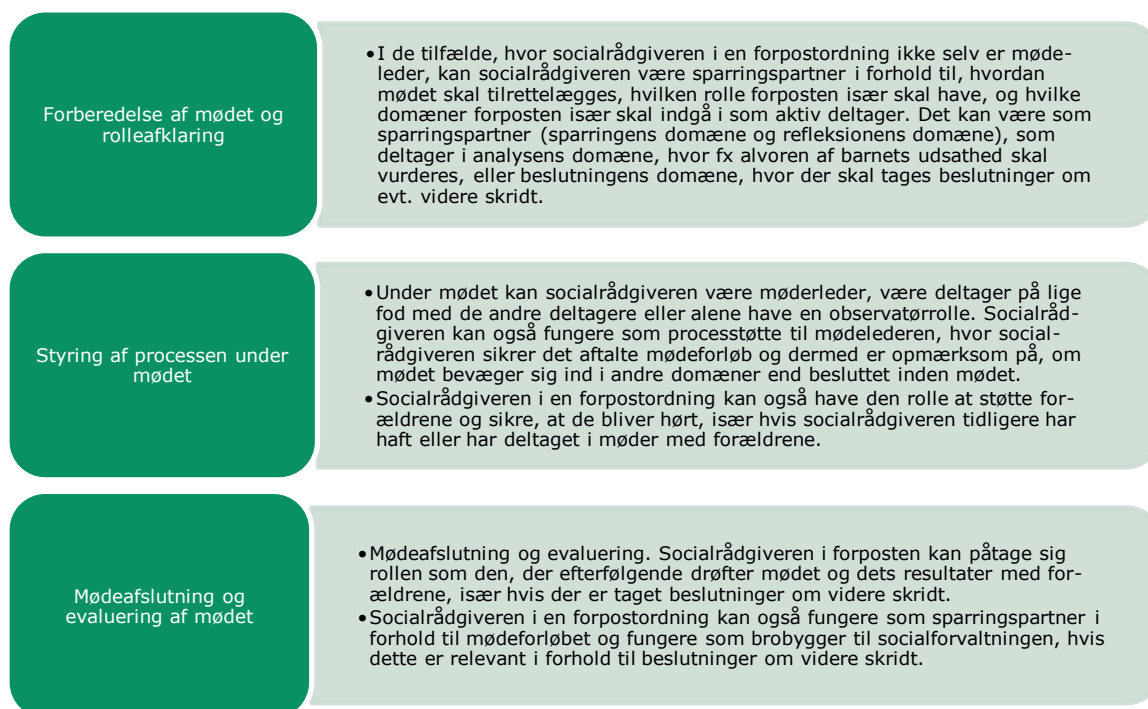 Forberedelse af mødet og
rolleafklaring
•I de tilfælde, hvor socialrådgiveren i en forpostordning ikke selv er møde-
leder, kan socialrådgiveren være sparringspartner i forhold til, hvordan
mødet skal tilrettelægges, hvilken rolle forposten især skal have, og hvilke
domæner forposten især skal indgå i som aktiv deltager. Det kan være som
sparringspartner (sparringens domæne og refleksionens domæne), som
deltager i analysens domæne, hvor fx alvoren af barnets udsathed skal
vurderes, eller beslutningens domæne, hvor der skal tages beslutninger om
evt. videre skridt.
Styring af processen under
mødet
•Under mødet kan socialrådgiveren være møderleder, være deltager på lige
fod med de andre deltagere eller alene have en observatørrolle. Socialråd-
giveren kan også fungere som processtøtte til mødelederen, hvor social-
rådgiveren sikrer det aftalte mødeforløb og dermed er opmærksom på, om
mødet bevæger sig ind i andre domæner end besluttet inden mødet.
•Socialrådgiveren i en forpostordning kan også have den rolle at støtte for-
ældrene og sikre, at de bliver hørt, især hvis socialrådgiveren tidligere har
haft eller har deltaget i møder med forældrene.
Mødeafslutning og
evaluering af mødet
•Mødeafslutning og evaluering. Socialrådgiveren i forposten kan påtage sig
rollen som den, der efterfølgende drøfter mødet og dets resultater med for-
ældrene, især hvis der er taget beslutninger om videre skridt.
•Socialrådgiveren i en forpostordning kan også fungere som sparringspartner i
forhold til mødeforløbet og fungere som brobygger til socialforvaltningen, hvis
dette er relevant i forhold til beslutninger om videre skridt.